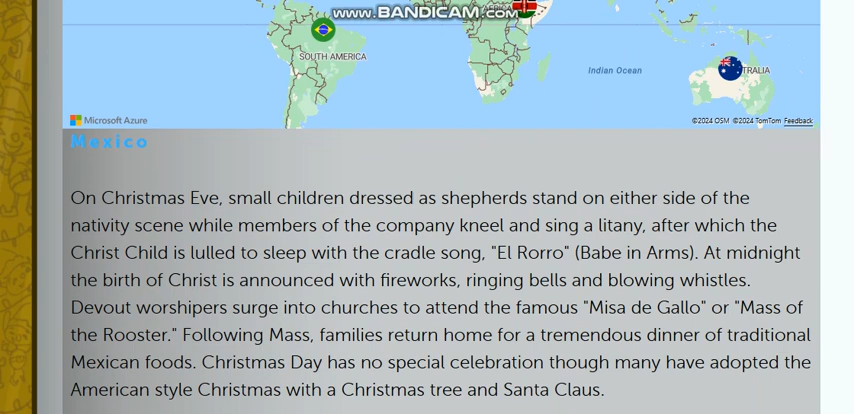 www.BANDICAM.com
SOUTH AMERICA
Indian Ocean
TRALIA
Microsoft Azure
©2024 OSM ©2024 TomTom Feedback
Mexico
On Christmas Eve, small children dressed as shepherds stand on either side of the
nativity scene while members of the company kneel and sing a litany, after which the
Christ Child is lulled to sleep with the cradle song, "El Rorro" (Babe in Arms). At midnight
the birth of Christ is announced with fireworks, ringing bells and blowing whistles.
Devout worshipers surge into churches to attend the famous "Misa de Gallo" or "Mass of
the Rooster." Following Mass, families return home for a tremendous dinner of traditional
Mexican foods. Christmas Day has no special celebration though many have adopted the
American style Christmas with a Christmas tree and Santa Claus.